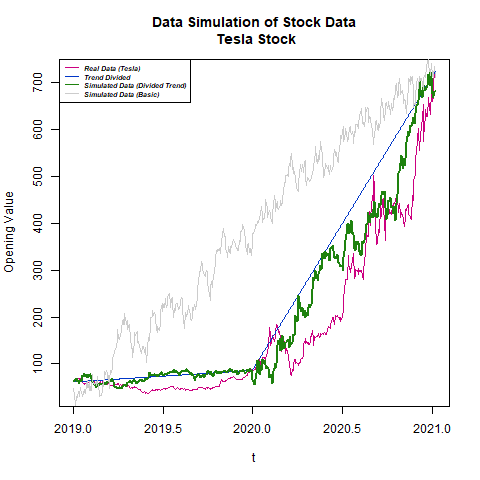 Data Simulation of Stock Data
Tesla Stock
Real Data (Tesla)
Trend Divided
Simulated Data (Divided Trend)
Simulated Data (Basic)
Opening Value
700
600
500
400
300
200
100
2019.0 2019.5 2020.0 2020.5 2021.0
t